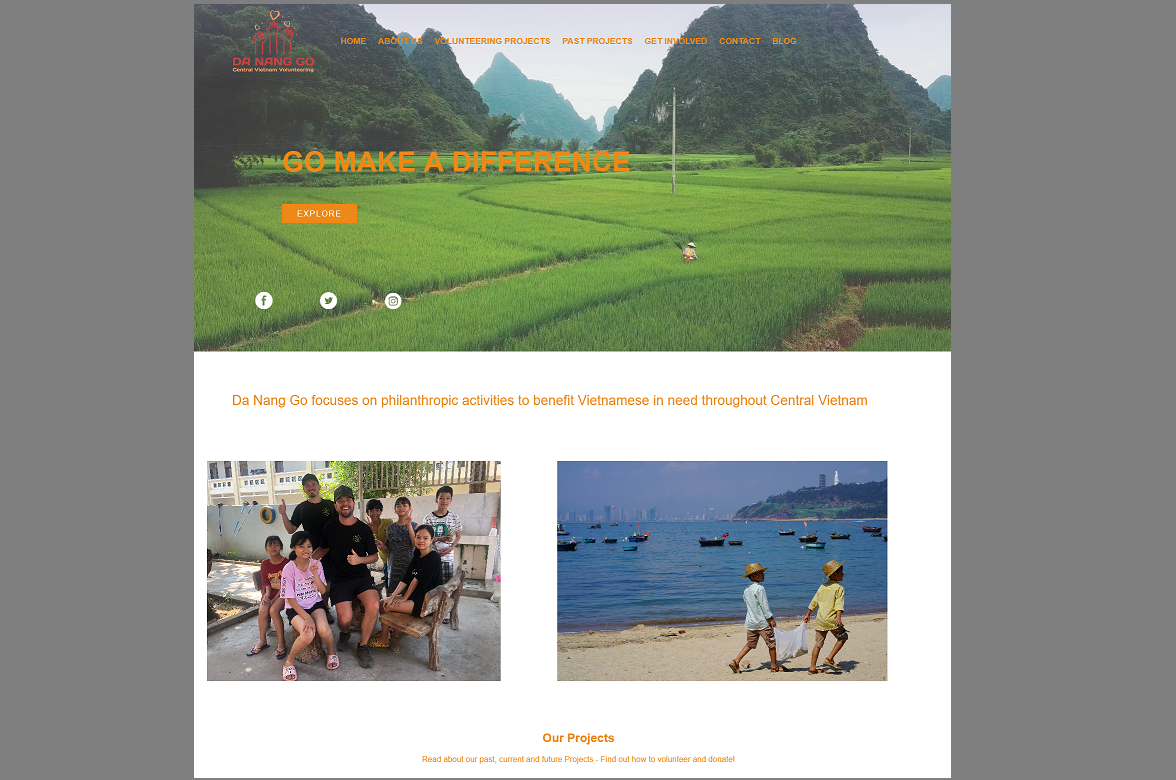 DA NANG GO
Central Vietnam Volunteering
HOME ABOUT US VOLUNTEERING PROJECTS PAST PROJECTS GET INVOLVED CONTACT BLOG
GO MAKE A DIFFERENCE
EXPLORE
Da Nang Go focuses on philanthropic activities to benefit Vietnamese in need throughout Central Vietnam
Our Projects
Read about our past, current and future Projects - Find out how to volunteer and donate!